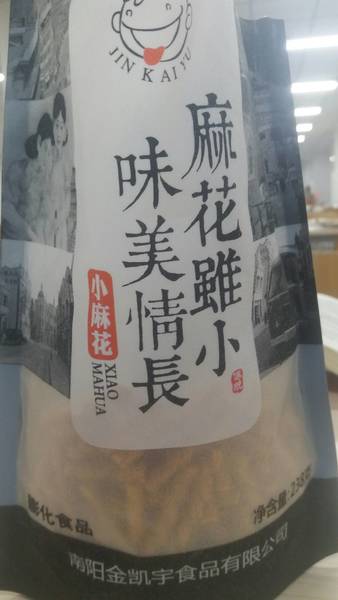 JIN KAI YU
麻花雖小
味美情長
小麻花
XIAO
MAHUA
膨化食品
净含量:238克
南阳金凯宇食品有限公司